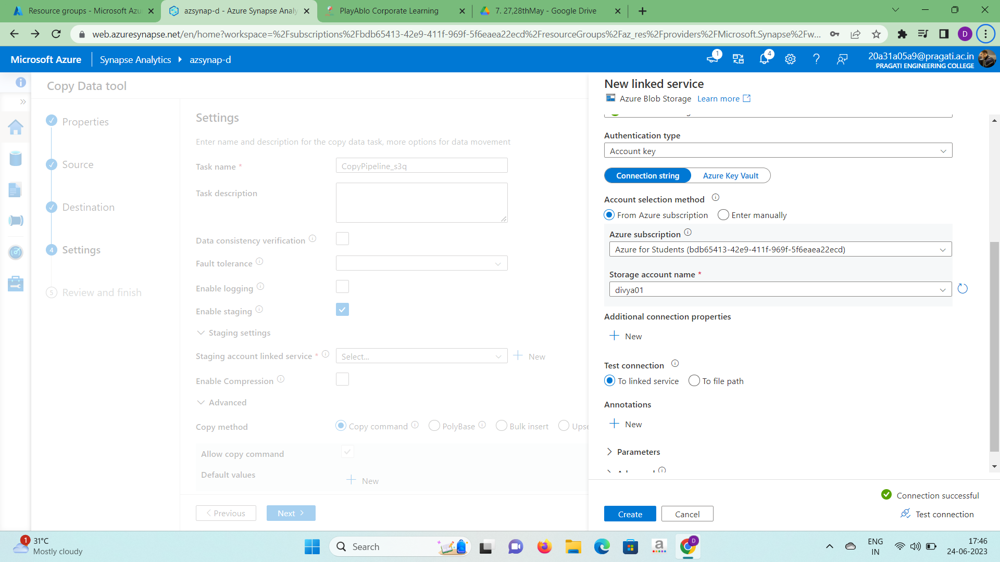 Resource groups - Microsoft Azu
azsynap-d - Azure Synapse Analy
PlayAblo Corporate Learning
7. 27,28thMay - Google Drive
web.azuresynapse.net/en/home?workspace=%2Fsubscriptions%2Fbdb65413-42e9-411f-969f-5f6eaea22ecd%2FresourceGroups%2Faz_res%2Fproviders%2FMicrosoft.Synapse%2Fw...
D
Microsoft Azure
Synapse Analytics
azsynap-d
1
4
20a31a05a9@pragati.ac.in
PRAGATI ENGINEERING COLLEGE
Copy Data tool
Properties
Source
Destination
4 Settings
5 Review and finish
Settings
Enter name and description for the copy data task, more options for data movement
Task name *
CopyPipeline_s3q
Task description
Data consistency verification
Fault tolerance
Enable logging
Enable staging
Staging settings
Staging account linked service *
Select...
New
Enable Compression
Advanced
Copy method
Copy command
PolyBase
Bulk insert
Upse
Allow copy command
Default values
New
Previous
Next
New linked service
Azure Blob Storage Learn more
Authentication type
Account key
Connection string
Azure Key Vault
Account selection method
From Azure subscription
Enter manually
Azure subscription
Azure for Students (bdb65413-42e9-411f-969f-5f6eaea22ecd)
Storage account name *
divya01
Additional connection properties
New
Test connection
To linked service
To file path
Annotations
New
Parameters
Connection successful
Create
Cancel
Test connection
1
31°C
Mostly cloudy
Search
D
ENG
IN
17:46
24-06-2023